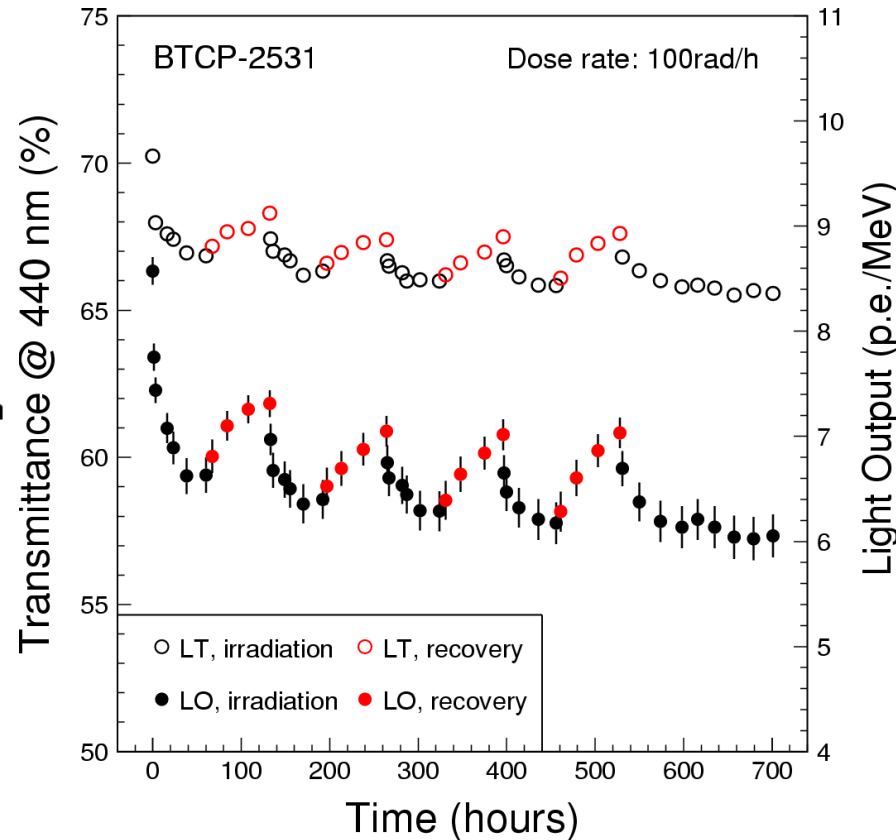 BTCP-2531
Dose rate: 100rad/h
Transmittance @ 440 nm (%)
75
70
65
60
55
50
Light Output (p.e./MeV)
11
10
9
8
7
6
5
4
LT, irradiation
LT, recovery
LO, irradiation
LO, recovery
0 100 200 300 400 500 600 700
Time (hours)